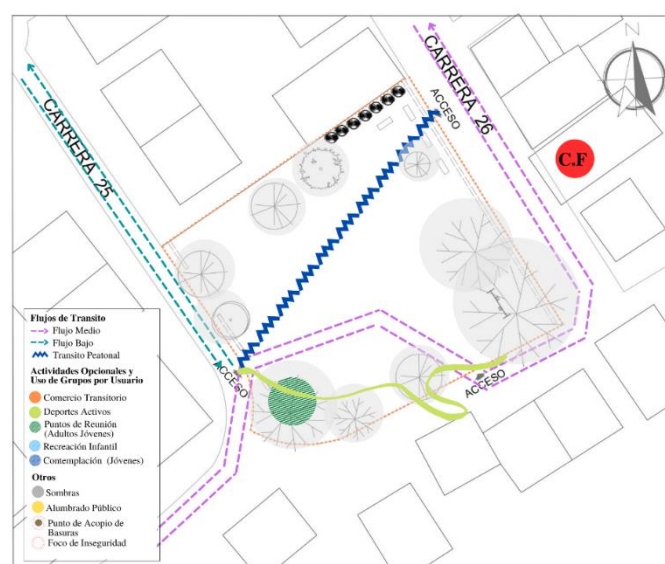 N
CARRERA 25
CARRERA 26
ACCESO
C.F
ACCESO
ACCESO
Flujos de Transito
Flujo Medio
Flujo Bajo
Transito Peatoonal
Actividades Opcionales y
Uso de Grupos por Usuario
Comercio Transitorio
Deportes Activos
Puntos de Reunión
(Adultos Jóvenes)
Recreación Infantil
Contemplación (Jóvenes)
Otros
Sombras
Alumbrado Público
Punto de Acopio de
Basuras
Foco de Inseguridad